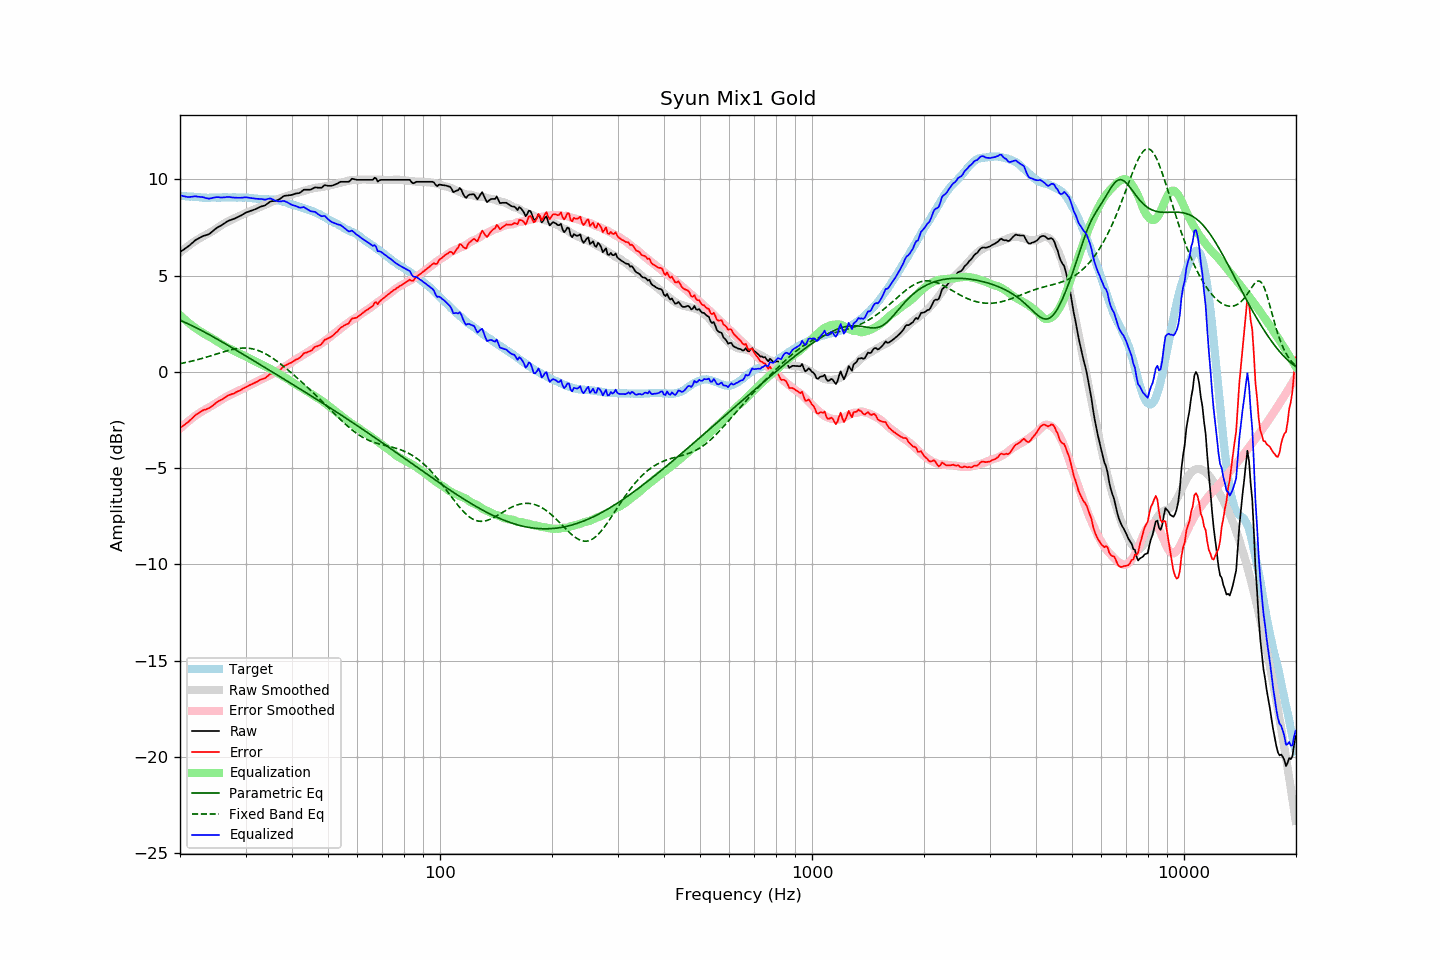 Syun Mix1 Gold
Amplitude (dBr)
10
5
0
−5
−10
−15
−20
−25
Target
Raw Smoothed
Error Smoothed
Raw
Error
Equalization
Parametric Eq
Fixed Band Eq
Equalized
100 1000 10000
Frequency (Hz)